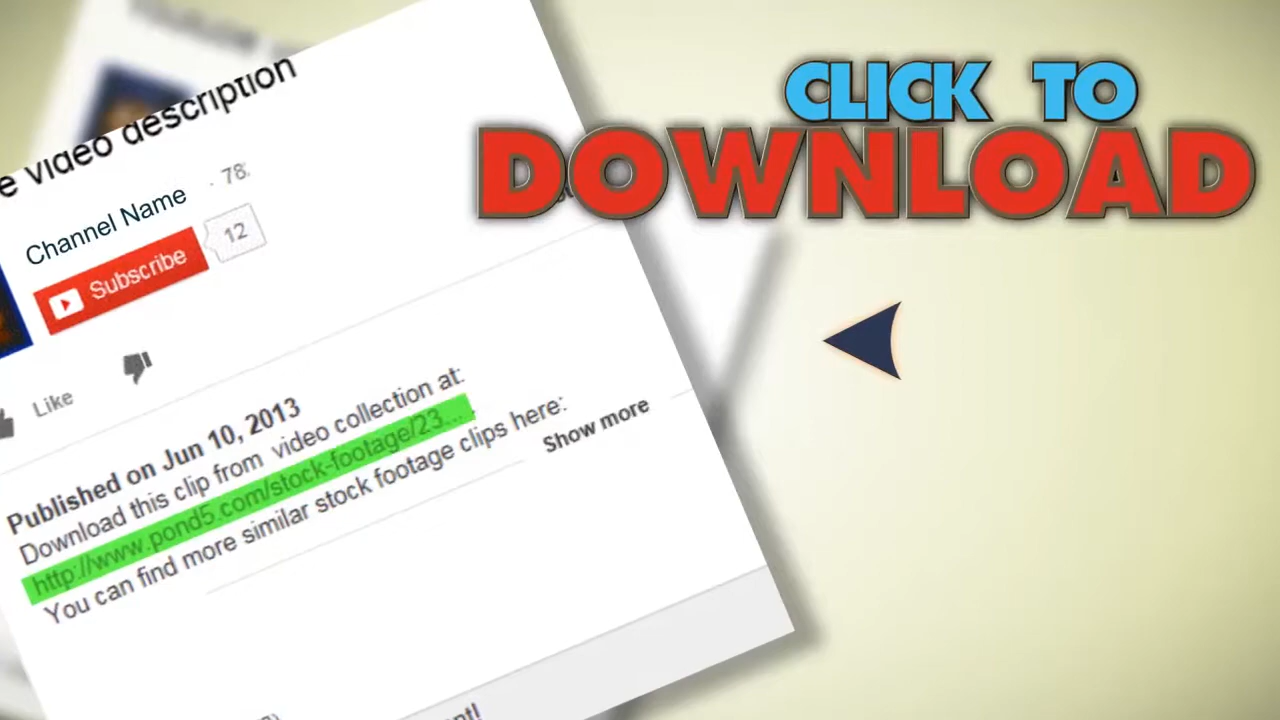 CLICK TO
DOWNLOAD
e video description
Channel Name
78
Subscribe
12
Like
Published on Jun 10, 2013
Download this clip from video collection at:
http://www.pond5.com/stock-footage/23...
You can find more similar stock footage clips here:
Show more